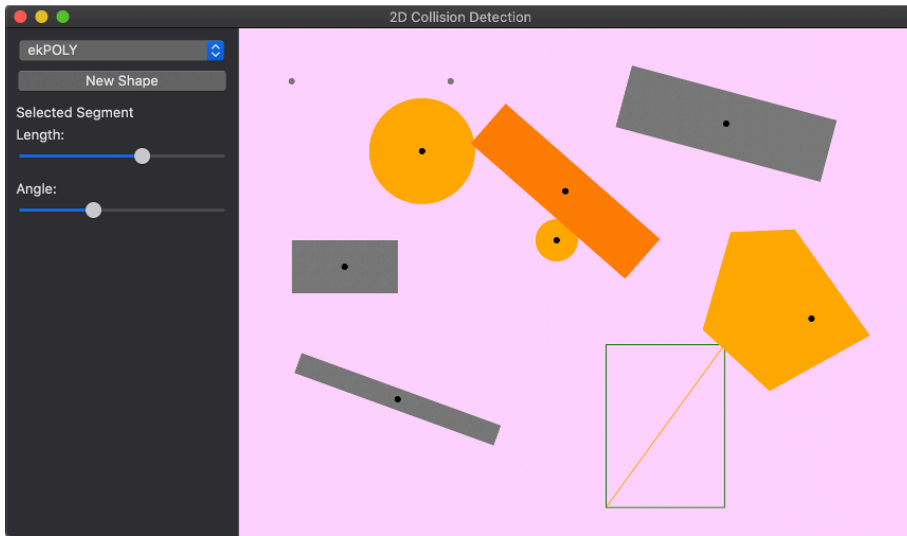 2D Collision Detection
ekPOLY
New Shape
Selected Segment
Length:
Angle: